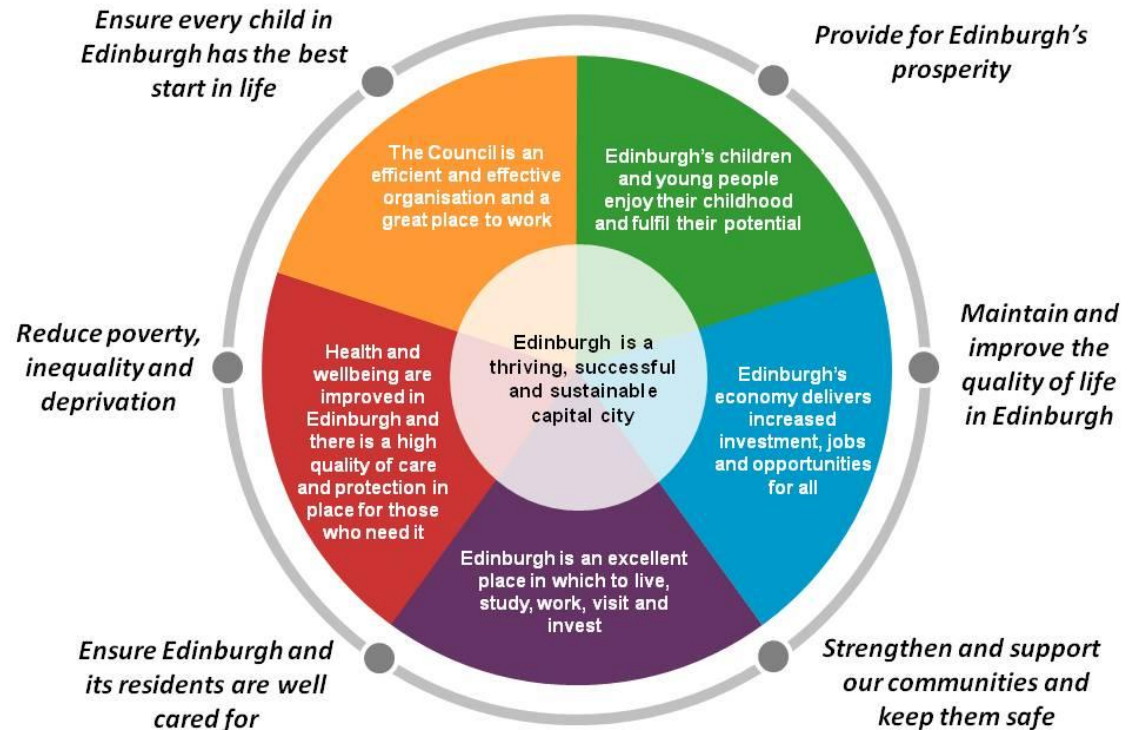 Ensure every child in
Edinburgh has the best
start in life
Provide for Edinburgh's
prosperity
The Council is an
efficient and effective
organisation and a
great place to work
Edinburgh's children
and young people
enjoy their childhood
and fulfil their potential
Reduce poverty,
inequality and
deprivation
Health and
wellbeing are
improved in
Edinburgh and
there is a high
quality of care
and protection in
place for those
who need it
Edinburgh is a
thriving, successful
and sustainable
capital city
Edinburgh's
economy delivers
increased
investment, jobs
and opportunities
for all
Maintain and
improve the
quality of life
in Edinburgh
Edinburgh is an excellent
place in which to live,
study, work, visit and
invest
Ensure Edinburgh and
its residents are well
cared for
Strengthen and support
our communities and
keep them safe